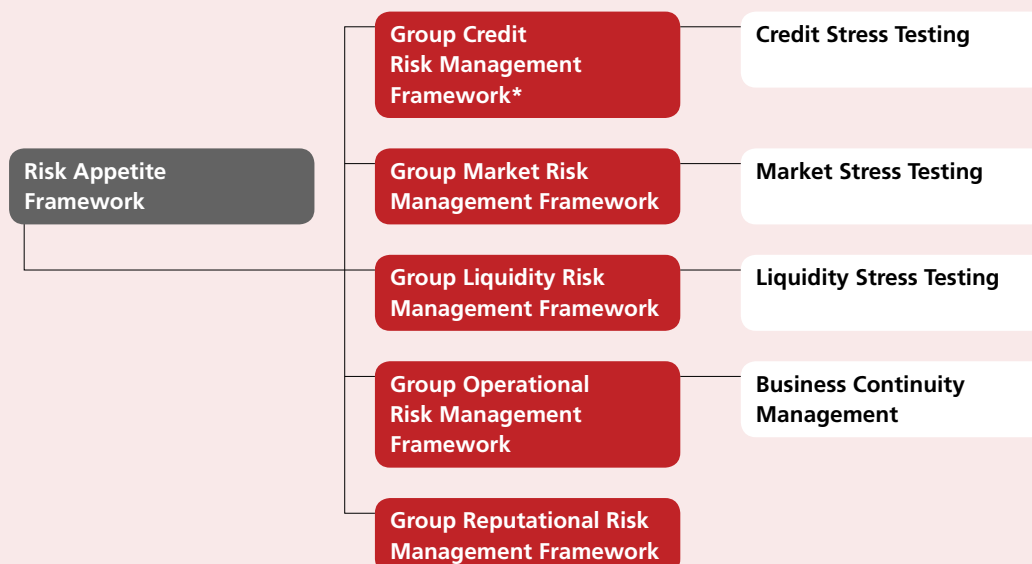 Risk Appetite
Framework
Group Credit
Risk Management
Framework*
Credit Stress Testing
Group Market Risk
Management Framework
Market Stress Testing
Group Liquidity Risk
Management Framework
Liquidity Stress Testing
Group Operational
Risk Management
Framework
Business Continuity
Management
Group Reputational Risk
Management Framework